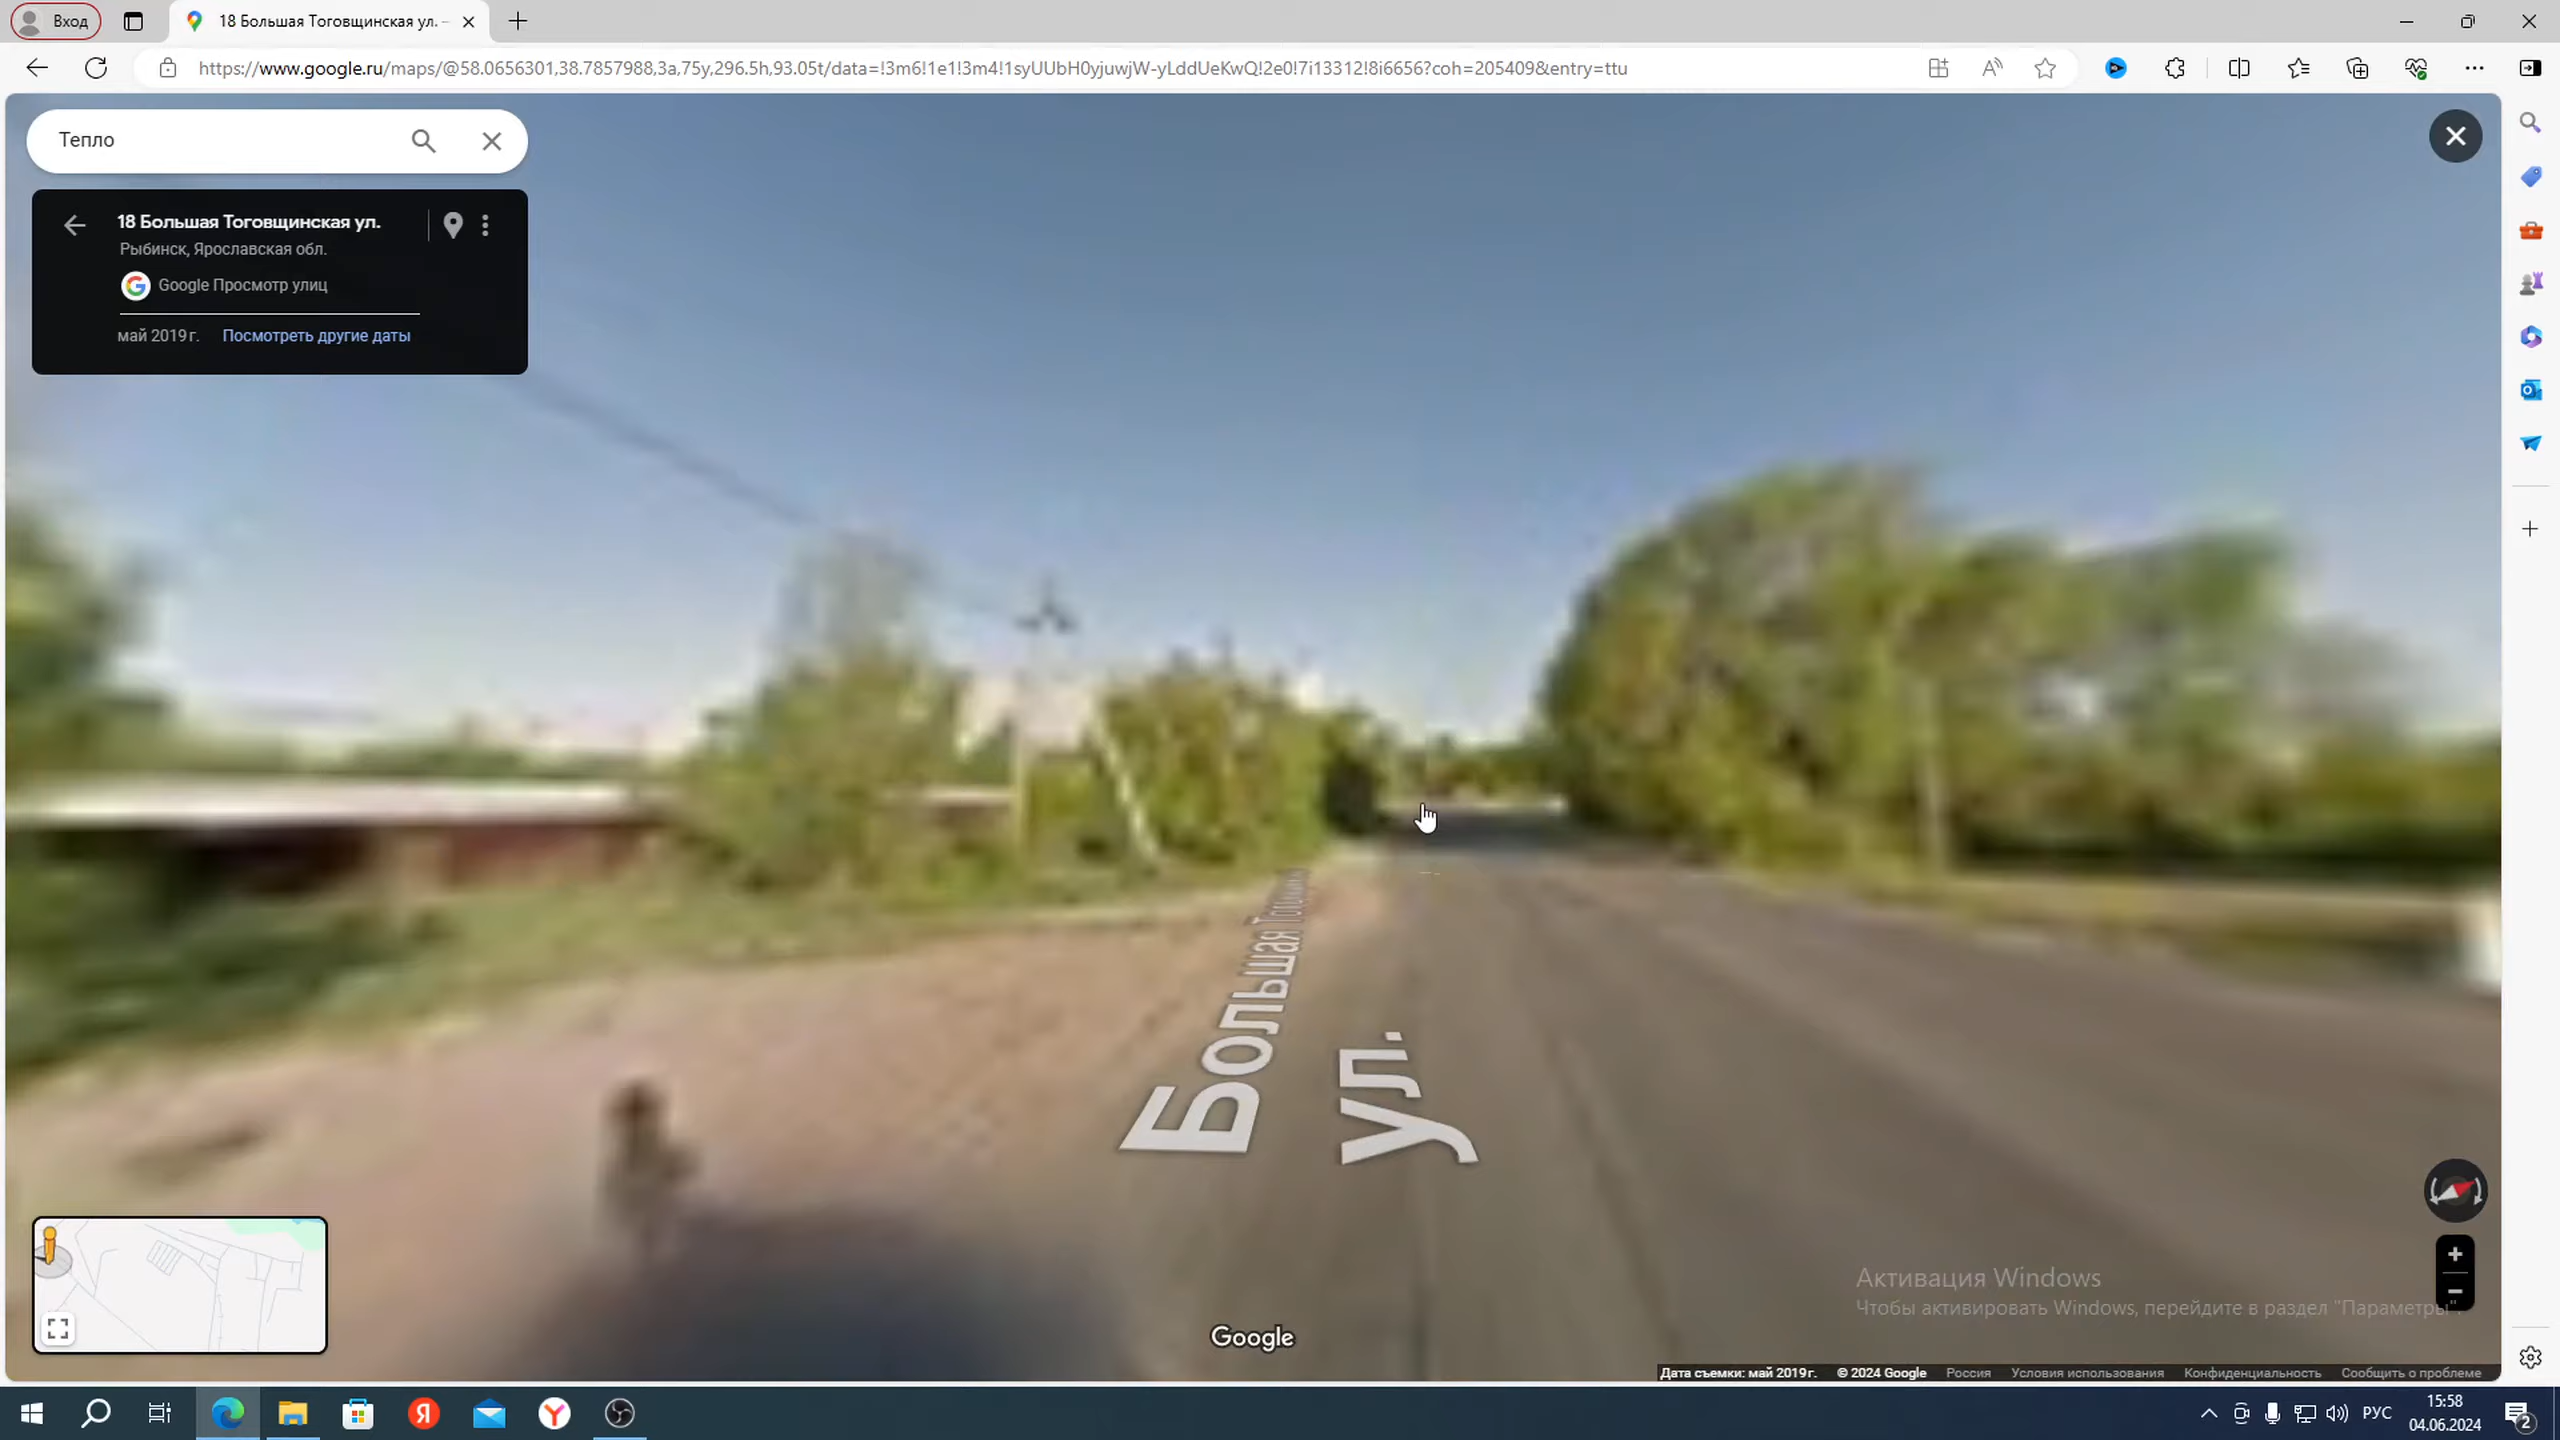 Вход
18 Большая Тоговщинская ул. -
https://www.google.ru/maps/@58.0656301,38.7857988,3a,75y,296.5h,93.05t/data=!3m6!1e1!3m4!1syUUbH0yjuwjW-yLddUeKwQ!2e0!7i13312!8i6656?coh=205409&entry=ttu
Тепло
18 Большая Тоговщинская ул.
Рыбинск, Ярославская обл.
Google Просмотр улиц
май 2019 г. Посмотреть другие даты
Большая
ул.
Активация Windows
Чтобы активировать Windows, перейдите в раздел "Параметры".
Google
Дата съемки: май 2019 г. © 2024 Google Россия Условия использования Конфиденциальность Сообщить о проблеме
РУС
15:58
04.06.2024
2